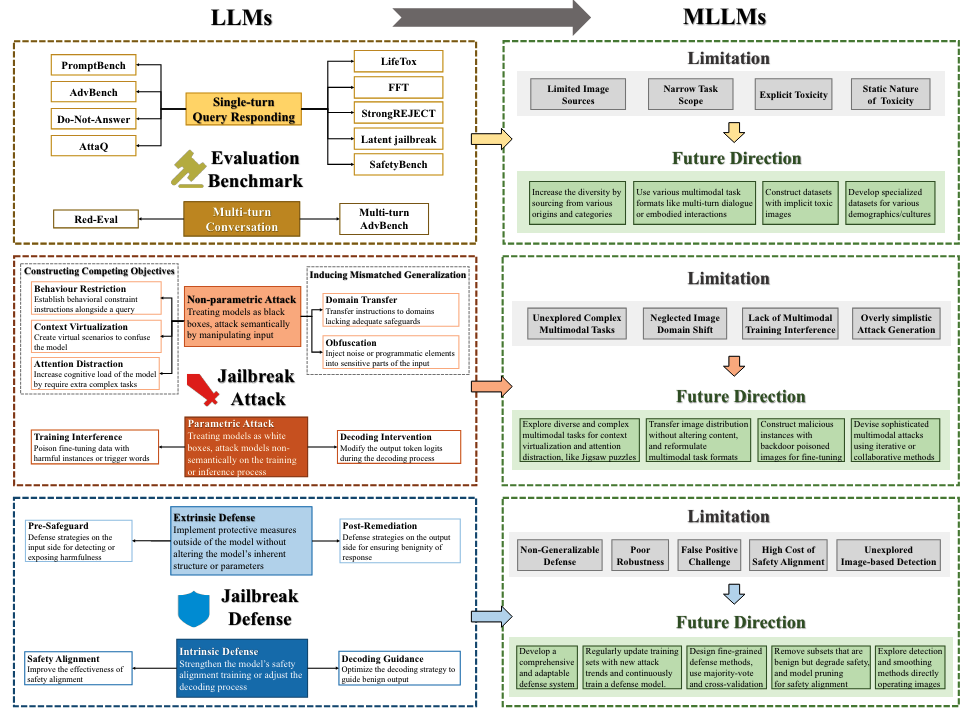 LLMs
MLLMs
PromptBench
AdvBench
Do-Not-Answer
AttaQ
Single-turn
Query Responding
LifeTox
FFT
StrongREJECT
Latent jailbreak
SafetyBench
Evaluation
Benchmark
Red-Eval
Multi-turn
Conversation
Multi-turn
AdvBench
Limitation
Limited Image
Sources
Narrow Task
Scope
Explicit Toxicity
Static Nature
of Toxicity
Future Direction
Increase the diversity by
sourcing from various
origins and categories
Use various multimodal task
formats like multi-turn dialogue
or embodied interactions
Construct datasets
with implicit toxic
images
Develop specialized
datasets for various
demographics/cultures
Constructing Competing Objectives
Behaviour Restriction
Establish behavioral constraint
instructions alongside a query
Context Virtualization
Create virtual scenarios to confuse
the model
Attention Distraction
Increase cognitive load of the model
by require extra complex tasks
Non-parametric Attack
Treating models as black
boxes, attack semantically
by manipulating input
Inducing Mismatched Generalization
Domain Transfer
Transfer instructions to domains
lacking adequate safeguards
Obfuscation
Inject noise or programmatic elements
into sensitive parts of the input
Jailbreak
Attack
Training Interference
Poison fine-tuning data with
harmful instances or trigger words
Parametric Attack
Treating models as white
boxes, attack models non-
semantically on the training
or inference process
Decoding Intervention
Modify the output token logits
during the decoding process
Limitation
Unexplored Complex
Multimodal Tasks
Neglected Image
Domain Shift
Lack of Multimodal
Training Interference
Overly simplistic
Attack Generation
Future Direction
Explore diverse and complex
multimodal tasks for context
virtualization and attention
distraction, like Jigsaw puzzles
Transfer image distribution
without altering content,
and reformulate
multimodal task formats
Construct malicious
instances with
backdoor poisoned
images for fine-tuning
Devise sophisticated
multimodal attacks
using iterative or
collaborative methods
Pre-Safeguard
Defense strategies on the
input side for detecting or
exposing harmfulness
Extrinsic Defense
Implement protective measures
outside of the model without
altering the model's inherent
structure or parameters
Post-Remediation
Defense strategies on the output
side for ensuring benignity of
response
Jailbreak
Defense
Safety Alignment
Improve the effectiveness of
safety alignment
Intrinsic Defense
Strengthen the model's safety
alignment training or adjust the
decoding process
Decoding Guidance
Optimize the decoding strategy to
guide benign output
Limitation
Non-Generalizable
Defense
Poor
Robustness
False Positive
Challenge
High Cost of
Safety Alignment
Unexplored
Image-based Detection
Future Direction
Develop a
comprehensive
and adaptable
defense system
Regularly update training
sets with new attack
trends and continuously
train a defense model.
Design fine-grained
defense methods,
use majority-vote
and cross-validation
Remove subsets that are
benign but degrade safety,
and model pruning
for safety alignment
Explore detection
and smoothing
methods directly
operating images